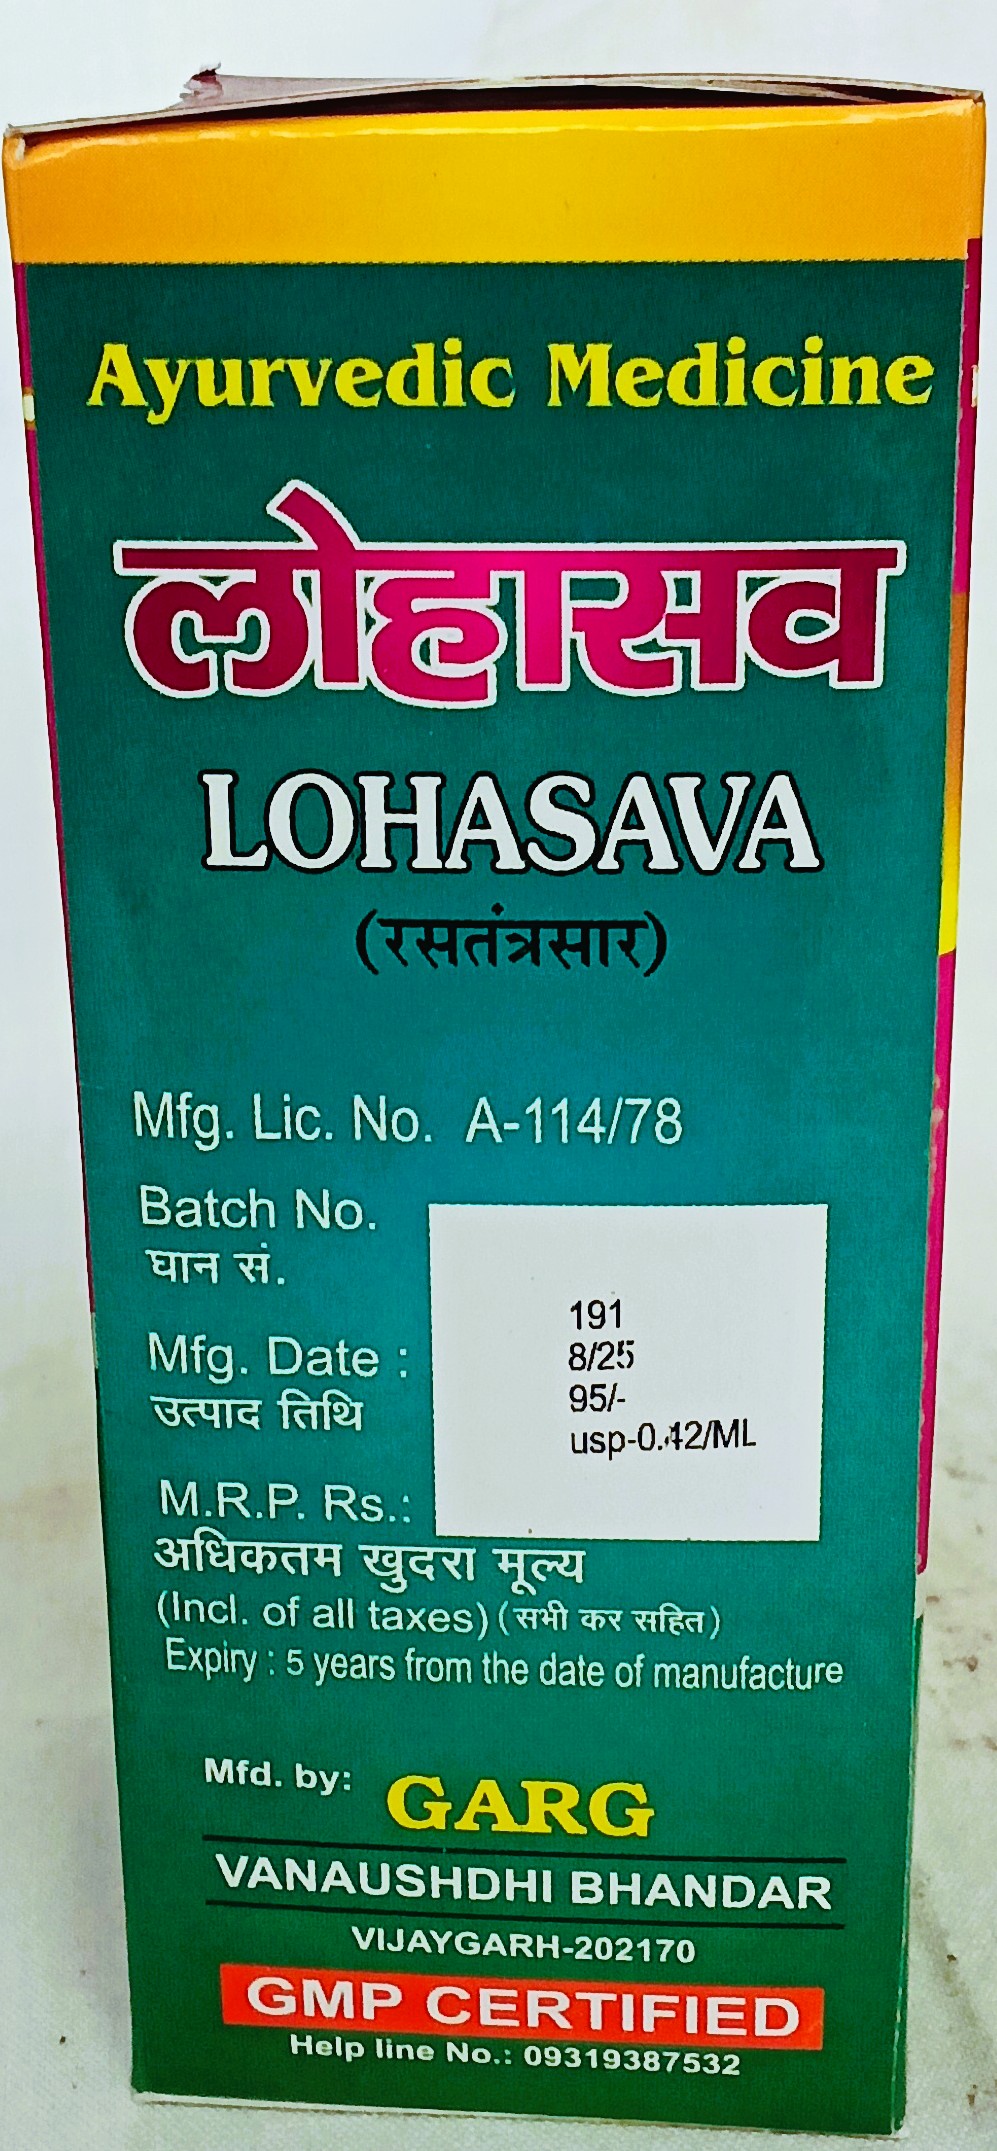 Ayurvedic Medicine
लोहासव
LOHASAVA
(रसतंत्रसार)
Mfg. Lic. No. A-114/78
Batch No.
घान सं.
191
Mfg. Date :
8/25
उत्पाद तिथि
95/-
usp-0.42/ML
M.R.P. Rs.:
अधिकतम खुदरा मूल्य
(Incl. of all taxes) (सभी कर सहित)
Expiry : 5 years from the date of manufacture
Mfd. by: GARG
VANAUSHDHI BHANDAR
VIJAYGARH-202170
GMP CERTIFIED
Help line No.: 09319387532